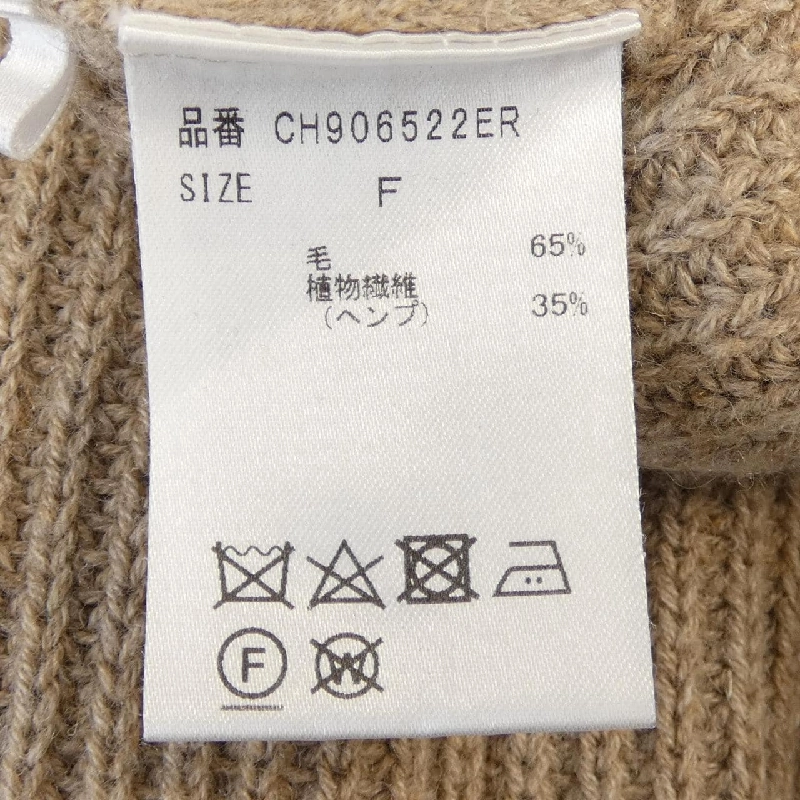 品番 CH906522ER
SIZE F
毛 65%
植物繊維
(ヘンプ) 35%
F
W